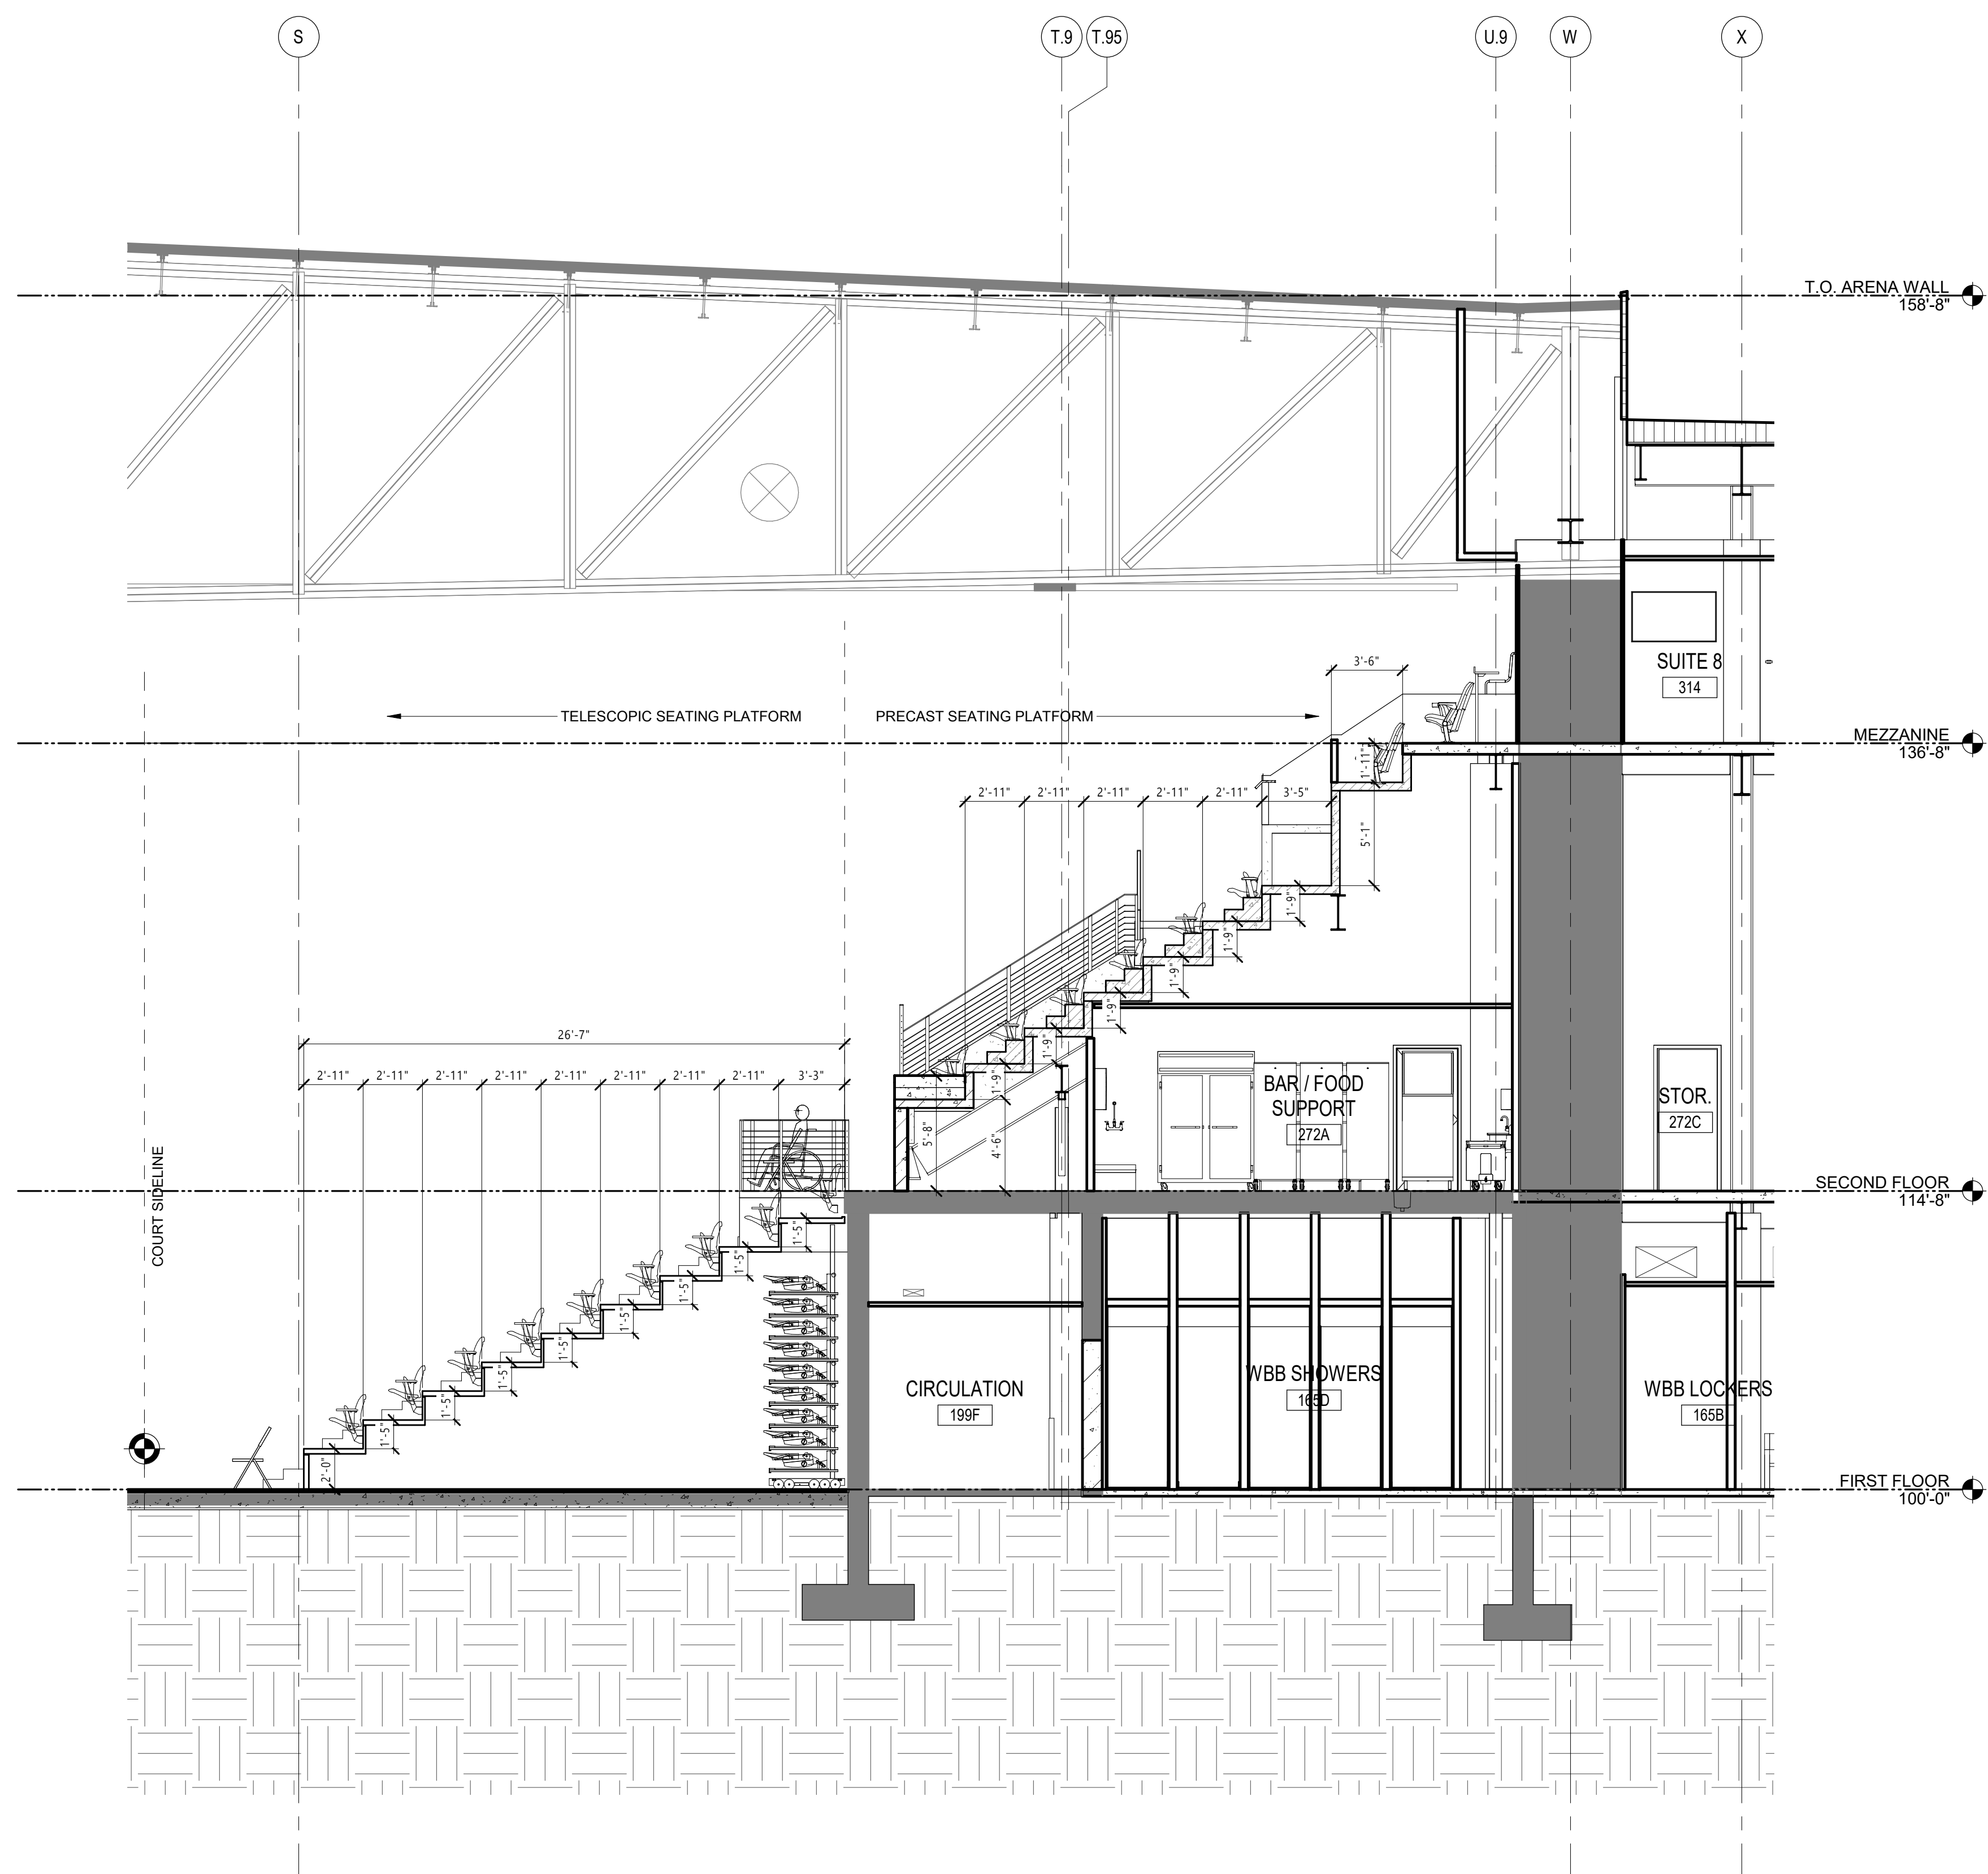 S
T.9
T.95
U.9
W
X
T.O. ARENA WALL
158'-8"
SUITE 8
314
3'-6"
TELESCOPIC SEATING PLATFORM
PRECAST SEATING PLATFORM
MEZZANINE
136'-8"
1'-11"
2'-11"
2'-11"
2'-11"
2'-11"
2'-11"
3'-5"
5'-1"
1'-9"
1'-9"
1'-9"
1'-9"
1'-9"
1'-9"
26'-7"
2'-11"
2'-11"
2'-11"
2'-11"
2'-11"
2'-11"
2'-11"
2'-11"
3'-3"
BAR / FOOD
SUPPORT
272A
STOR.
272C
5'-8"
4'-6"
COURT SIDELINE
SECOND FLOOR
114'-8"
1'-5"
1'-5"
1'-5"
1'-5"
1'-5"
1'-5"
1'-5"
1'-5"
2'-0"
CIRCULATION
199F
WBB SHOWERS
165D
WBB LOCKERS
165B
FIRST FLOOR
100'-0"